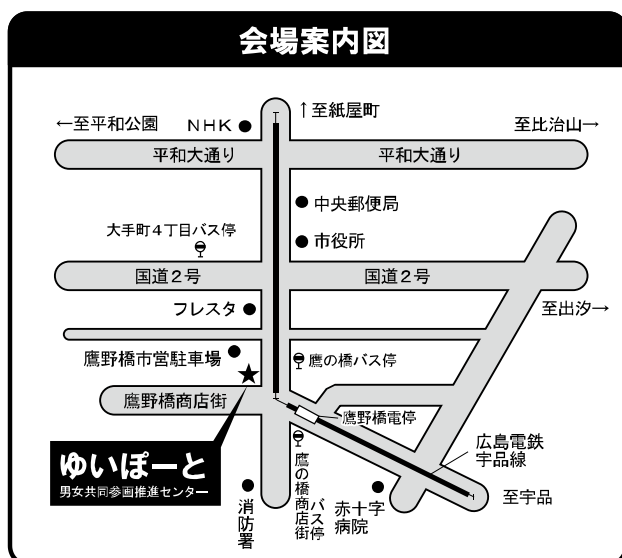 会場案内図
↑至紙屋町
←至平和公園
NHK
至比治山→
平和大通り
平和大通り
中央郵便局
大手町4丁目バス停
市役所
国道2号
国道2号
フレスタ
至出汐→
鷹野橋市営駐車場
鷹の橋バス停
鷹野橋商店街
鷹野橋電停
ゆいぽーと
男女共同参画推進センター
広島電鉄
宇品線
鷹の橋商店街
バス停
消防署
赤十字
病院
至宇品